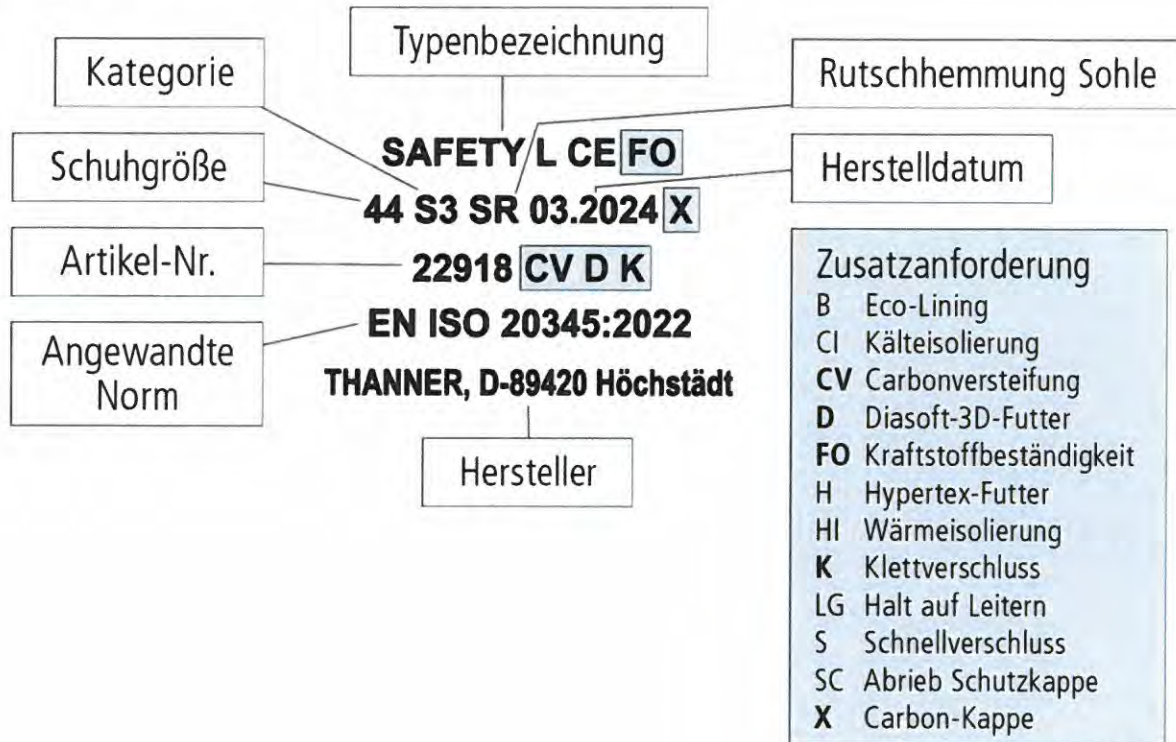 Typenbezeichnung
Kategorie
Rutschhemmung Sohle
Schuhgröße
Herstelldatum
SAFETY L CE FO
44 S3 SR 03.2024 X
Artikel-Nr.
22918 CV D K
Angewandte
Norm
EN ISO 20345:2022
THANNER, D-89420 Höchstädt
Hersteller
Zusatzanforderung
B Eco-Lining
CI Kälteisolierung
CV Carbonversteifung
D Diasoft-3D-Futter
FO Kraftstoffbeständigkeit
H Hypertex-Futter
HI Wärmeisolierung
K Klettverschluss
LG Halt auf Leitern
S Schnellverschluss
SC Abrieb Schutzkappe
X Carbon-Kappe